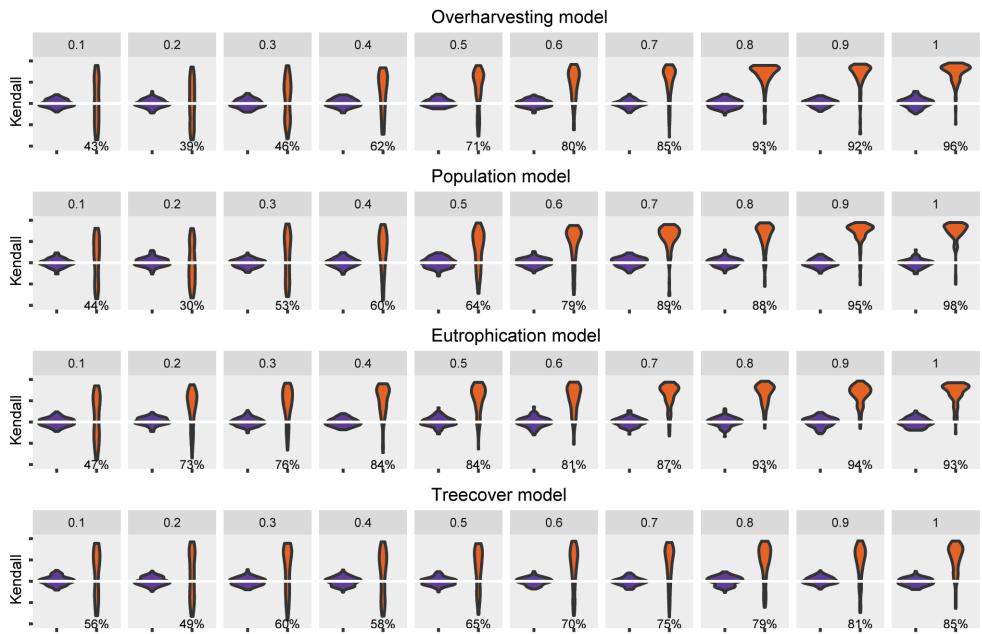 Overharvesting model
0.1 0.2 0.3 0.4 0.5 0.6 0.7 0.8 0.9 1
Kendall
43% 39% 46% 62% 71% 80% 85% 93% 92% 96%
Population model
0.1 0.2 0.3 0.4 0.5 0.6 0.7 0.8 0.9 1
Kendall
44% 30% 53% 60% 64% 79% 89% 88% 95% 98%
Eutrophication model
0.1 0.2 0.3 0.4 0.5 0.6 0.7 0.8 0.9 1
Kendall
47% 73% 76% 84% 84% 81% 87% 93% 94% 93%
Treecover model
0.1 0.2 0.3 0.4 0.5 0.6 0.7 0.8 0.9 1
Kendall
56% 49% 60% 58% 65% 70% 75% 79% 81% 85%